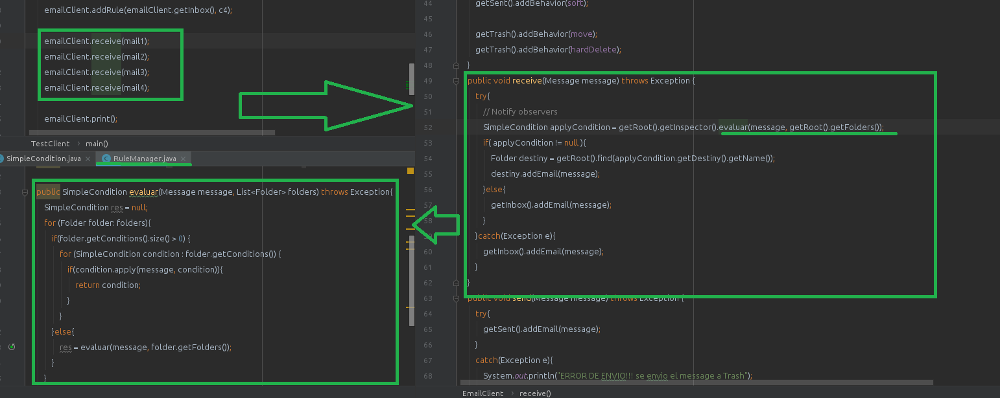 emailClient.addRule(emailClient.getInbox(), c4);
emailClient.receive(mail1);
emailClient.receive(mail2);
emailClient.receive(mail3);
emailClient.receive(mail4);
emailClient.print();
TestClient > main()
SimpleCondition.java × RuleManager.java ×
public SimpleCondition evaluar(Message message, List<Folder> folders) throws Exception{
SimpleCondition res = null;
for (Folder folder: folders){
if(folder.getConditions().size() > 0) {
for (SimpleCondition condition : folder.getConditions()) {
if(condition.apply(message, condition)){
return condition;
}
}
}else{
res = evaluar(message, folder.getFolders());
}
}
44 getSent().addBehavior(soft);
45
46 getTrash().addBehavior(move);
47 getTrash().addBehavior(hardDelete);
48 }
49 public void receive(Message message) throws Exception {
50 try{
51 // Notify observers
52 SimpleCondition applyCondition = getRoot().getInspector().evaluar(message, getRoot().getFolders());
53 if( applyCondition != null ){
54 Folder destiny = getRoot().find(applyCondition.getDestiny().getName());
55 destiny.addEmail(message);
56 }else{
57 getInbox().addEmail(message);
58 }
}catch(Exception e){
60 getInbox().addEmail(message);
61 }
62 }
63 public void send(Message message) throws Exception {
64 try{
65 getSent().addEmail(message);
66 }
67 catch(Exception e){
68 System.out.println("ERROR DE ENVIO!!! se envio el message a Trash");
EmailClient > receive()